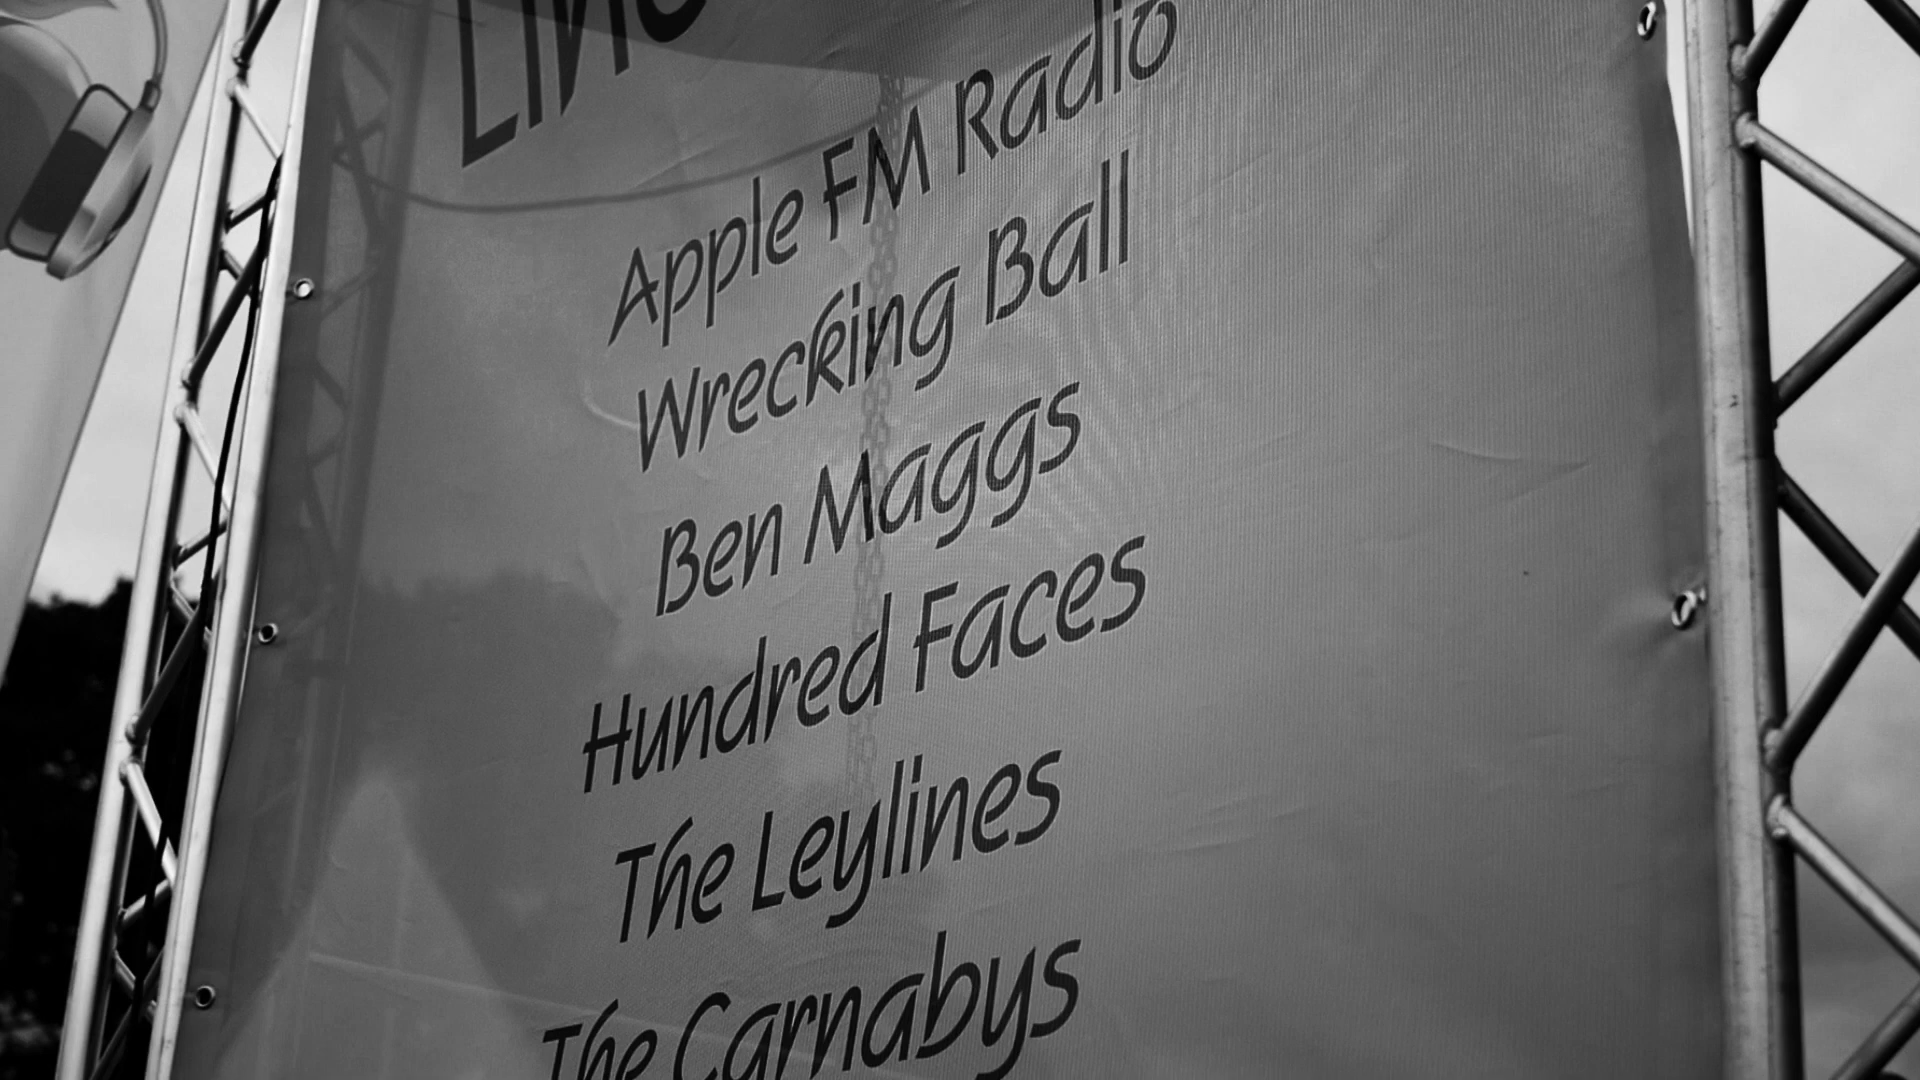 Apple FM Radio
Wrecking Ball
Ben Maggs
Hundred Faces
The Leylines
The Carnabys